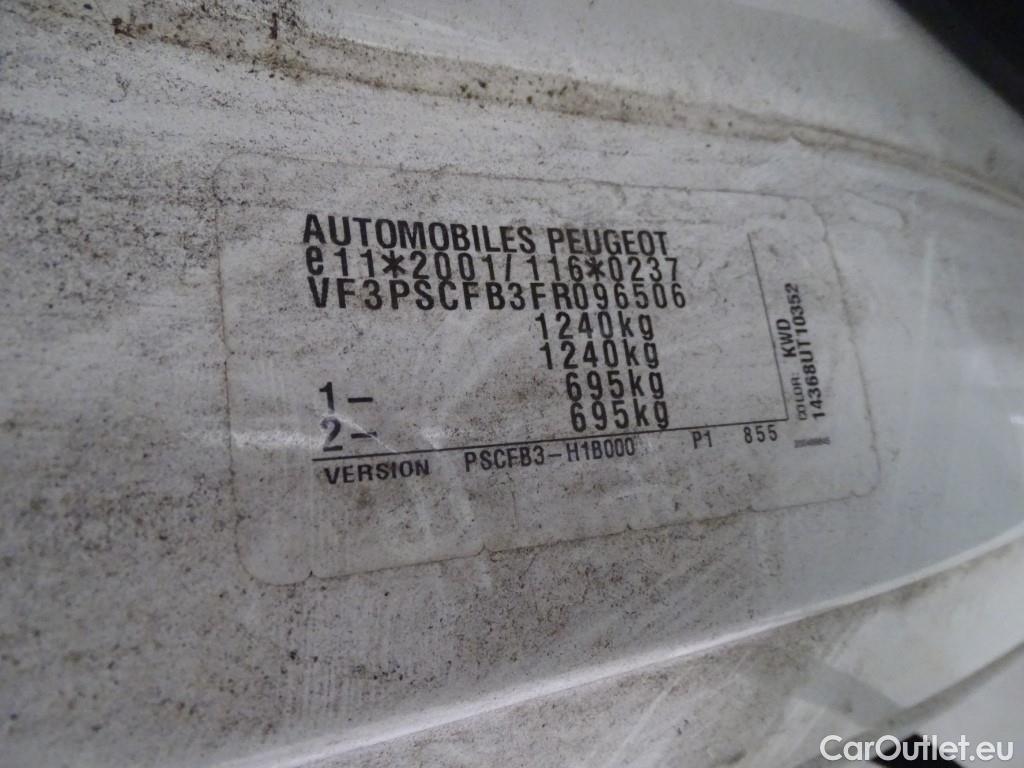 AUTOMOBILES PEUGEOT
e11*2001/116*0237
VF3PSCFB3FR096506
1240kg
1240kg
1- 695kg
2- 695kg
VERSION PSCFB3-H1B000 P1 855
COLOR: KWD
14368UT10352
CarOutlet.eu